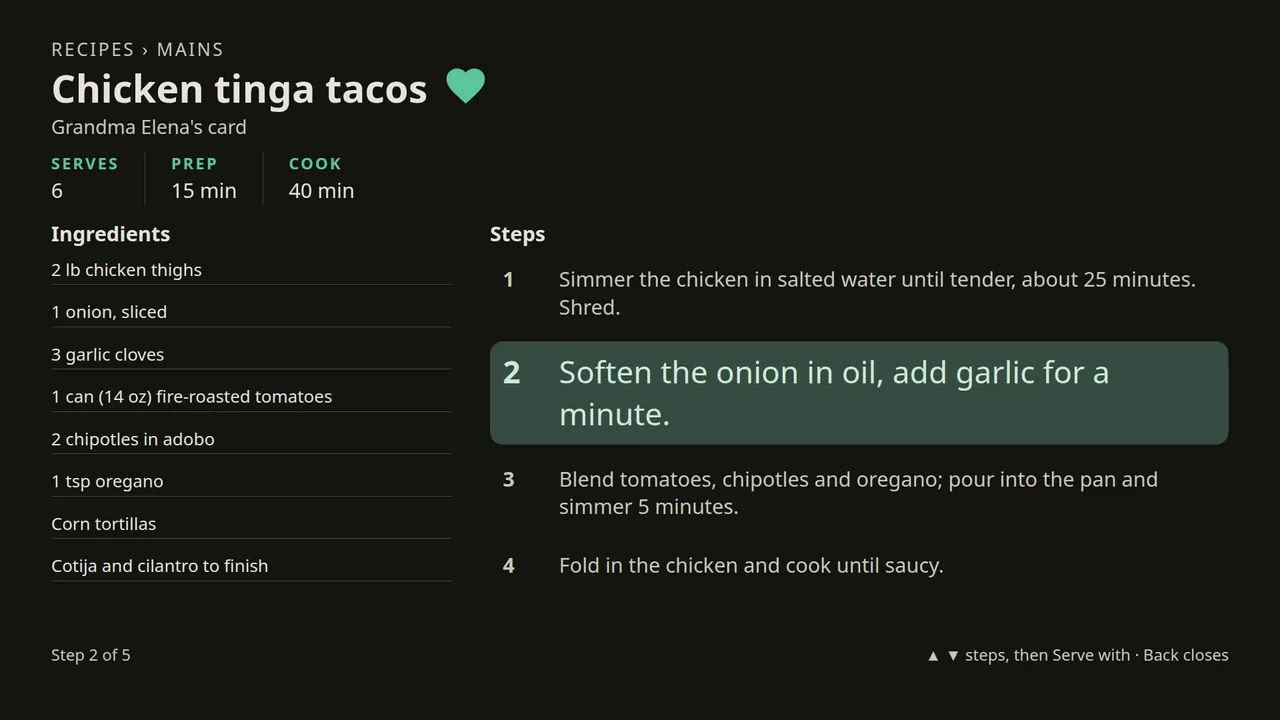 RECIPES › MAINS
Chicken tinga tacos
Grandma Elena's card
SERVES
6
PREP
15 min
COOK
40 min
Ingredients
2 lb chicken thighs
1 onion, sliced
3 garlic cloves
1 can (14 oz) fire-roasted tomatoes
2 chipotles in adobo
1 tsp oregano
Corn tortillas
Cotija and cilantro to finish
Steps
1 Simmer the chicken in salted water until tender, about 25 minutes.
Shred.
2 Soften the onion in oil, add garlic for a
minute.
3 Blend tomatoes, chipotles and oregano; pour into the pan and
simmer 5 minutes.
4 Fold in the chicken and cook until saucy.
Step 2 of 5
▲ ▼ steps, then Serve with · Back closes